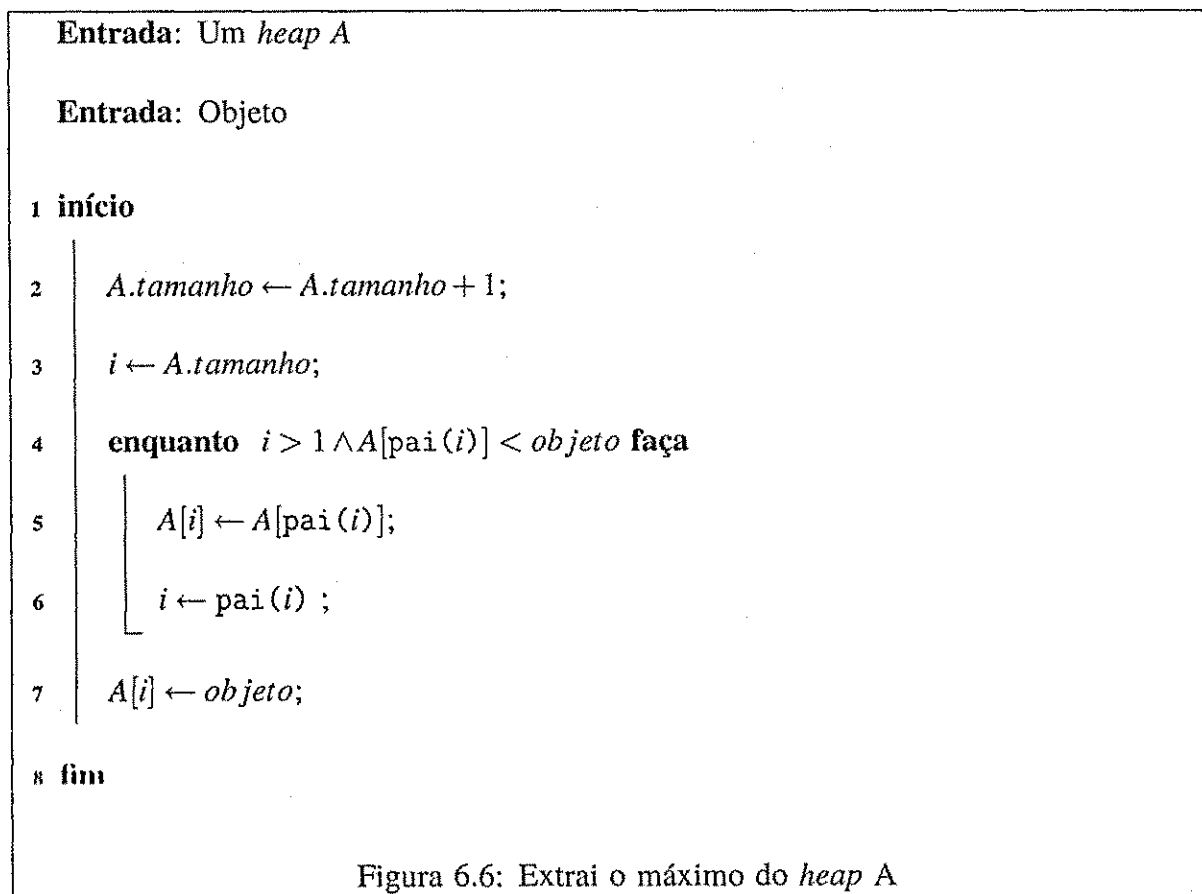 Entrada: Um heap A
Entrada: Objeto
1 início
2 A.tamanho ← A.tamanho + 1;
3 i ← A.tamanho;
4 enquanto i > 1 ∧ A[pai(i)] < objeto faça
5 A[i] ← A[pai(i)];
6 i ← pai(i) ;
7 A[i] ← objeto;
8 fim
Figura 6.6: Extrai o máximo do heap A